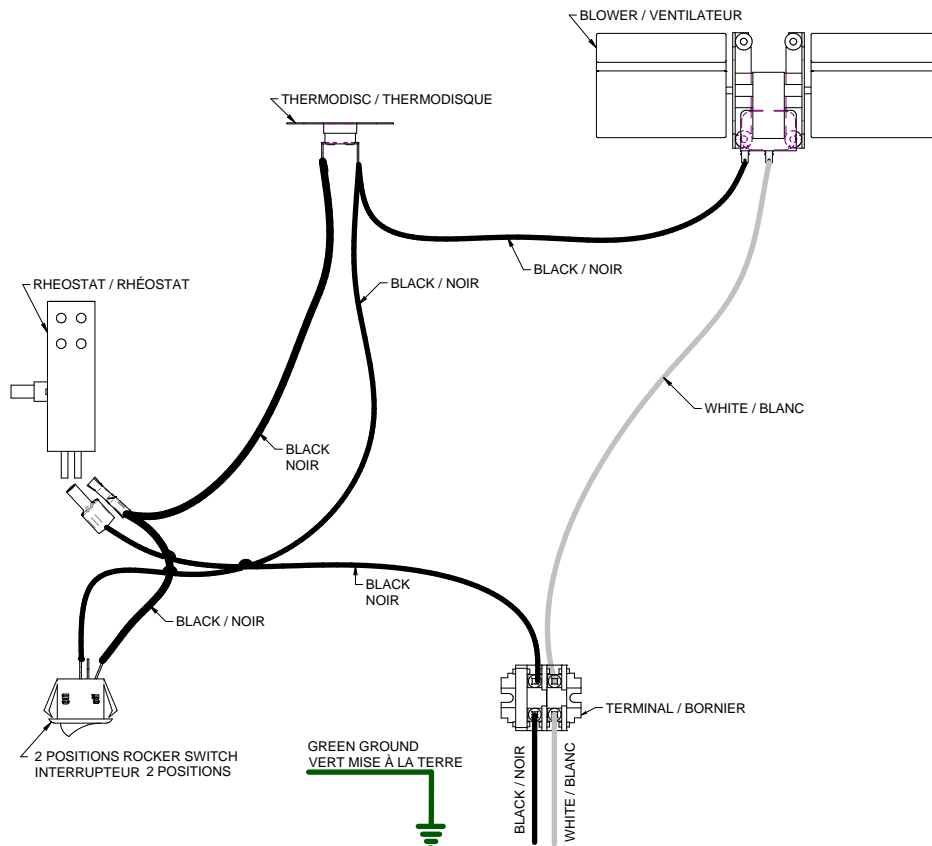 BLOWER / VENTILATEUR
THERMODISC / THERMODISQUE
BLACK / NOIR
BLACK / NOIR
RHEOSTAT / RHÉOSTAT
WHITE / BLANC
BLACK
NOIR
BLACK
NOIR
BLACK / NOIR
TERMINAL / BORNIER
2 POSITIONS ROCKER SWITCH
INTERRUPTEUR 2 POSITIONS
GREEN GROUND
VERT MISE À LA TERRE
BLACK / NOIR
WHITE / BLANC